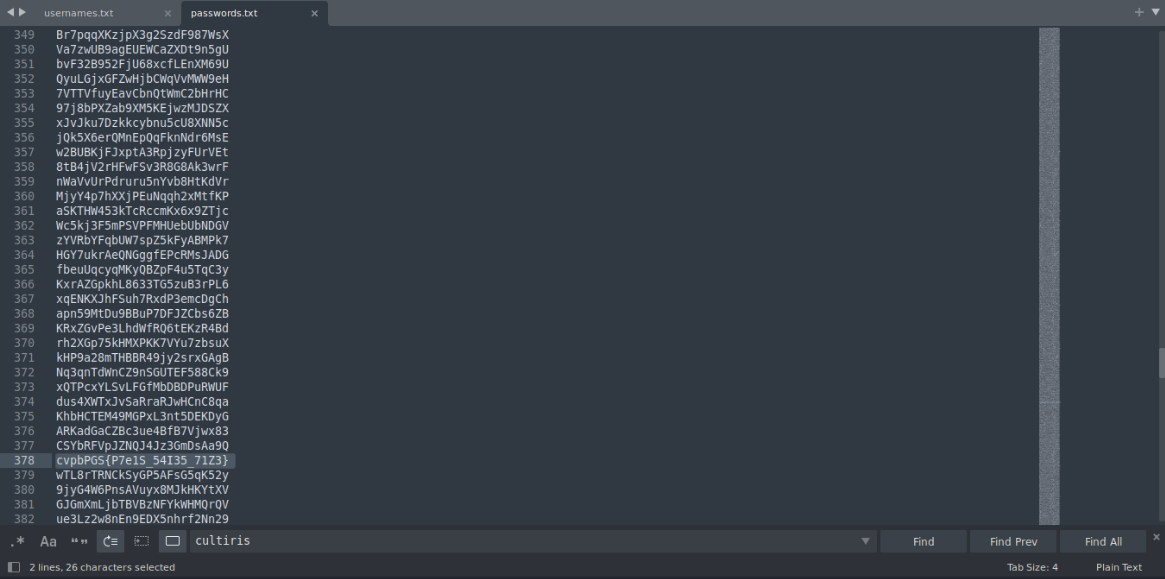 usernames.txt × passwords.txt × +
349 Br7pqqXKzjpX3g2SzdF987WsX
350 Va7zwUB9agEUEWCaZXDt9n5gU
351 bvF32B952FjU68xcfLEnXM69U
352 QyuLGjxGFZwHjbCWqVvMWW9eH
353 7VTTVfuyEavCbnQtWmC2bHrHC
354 97j8bPXZab9XM5KEjwzMJDSZX
355 xJvJku7Dzkkcybnu5cU8XNN5c
356 jQk5X6erQMnEpQqFknNdr6MsE
357 w2BUBKjFJxptA3RpjzyFUrVEt
358 8tB4jV2rHFwFSv3R8G8Ak3wrF
359 nWaVvUrPdruru5nYvb8HtKdVr
360 MjyY4p7hXXjPEuNqqh2xMtfKP
361 aSKTHW453kTcRccmKx6x9ZTjc
362 Wc5kj3F5mPSVPFMHUebUbNDGV
363 zYVRbYFqbUW7spZ5kFyABMPk7
364 HGY7ukrAeQNGggfEPcRMsJADG
365 fbeuUqcyqMKyQBZpF4u5TqC3y
366 KxrAZGpkhL8633TG5zuB3rPL6
367 xqENKXJhFSuh7RxdP3emcDgCh
368 apn59MtDu9BBuP7DFJZCbs6ZB
369 KRxZGvPe3LhdWfRQ6tEKzR4Bd
370 rh2XGp75kHMXPKK7VYu7zbsuX
371 kHP9a28mTHBBR49jy2srxGAgB
372 Nq3qnTdWnCZ9nSGUTEF588Ck9
373 xQTPcxYLSvLFGfMbDBDPuRWUF
374 dus4XWTxJvSaRraRJwHCnC8qa
375 KhbHCTEM49MGPxL3nt5DEKDyG
376 ARKadGaCZBc3ue4BfB7Vjwx83
377 CSYbRFVpJZNQJ4Jz3GmDsAa9Q
378 cvpbPGS{P7e1S_54I35_71Z3}
379 wTL8rTRNCkSyGP5AFsG5qK52y
380 9jyG4W6PnsAVuyx8MJkHKYtXV
381 GJGmXmLjbTBVBzNFYkWHMQrQV
382 ue3Lz2w8nEn9EDX5nhrf2Nn29
.* Aa “” cultiris Find Find Prev Find All ×
2 lines, 26 characters selected Tab Size: 4 Plain Text